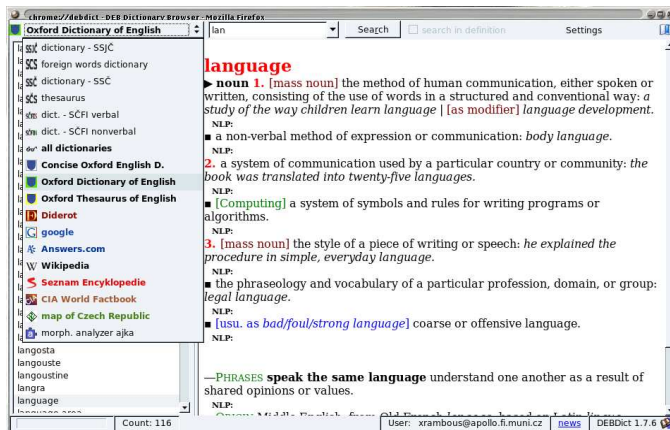 chrome://debdict - DEB Dictionary Browser - Mozilla Firefox
Oxford Dictionary of English
lan
Search
search in definition
Settings
dictionary - SSJČ
foreign words dictionary
dictionary - SSČ
thesaurus
dict. - SČFI verbal
dict. - SČFI nonverbal
all dictionaries
Concise Oxford English D.
Oxford Dictionary of English
Oxford Thesaurus of English
Diderot
google
Answers.com
Wikipedia
Seznam Encyklopedie
CIA World Factbook
map of Czech Republic
morph. analyzer ajka
langosta
langouste
langoustine
langra
language
language area
language
▶ noun 1. [mass noun] the method of human communication, either spoken or
written, consisting of the use of words in a structured and conventional way: a
study of the way children learn language | [as modifier] language development.
NLP:
■ a non-verbal method of expression or communication: body language.
NLP:
2. a system of communication used by a particular country or community: the
book was translated into twenty-five languages.
NLP:
■ [Computing] a system of symbols and rules for writing programs or
algorithms.
NLP:
3. [mass noun] the style of a piece of writing or speech: he explained the
procedure in simple, everyday language.
NLP:
■ the phraseology and vocabulary of a particular profession, domain, or group:
legal language.
NLP:
■ [usu. as bad/foul/strong language] coarse or offensive language.
NLP:
—PHRASES speak the same language understand one another as a result of
shared opinions or values.
NLP:
Count: 116
User: xrambous@apollo.fi.muni.cz
news
DEBDict 1.7.6